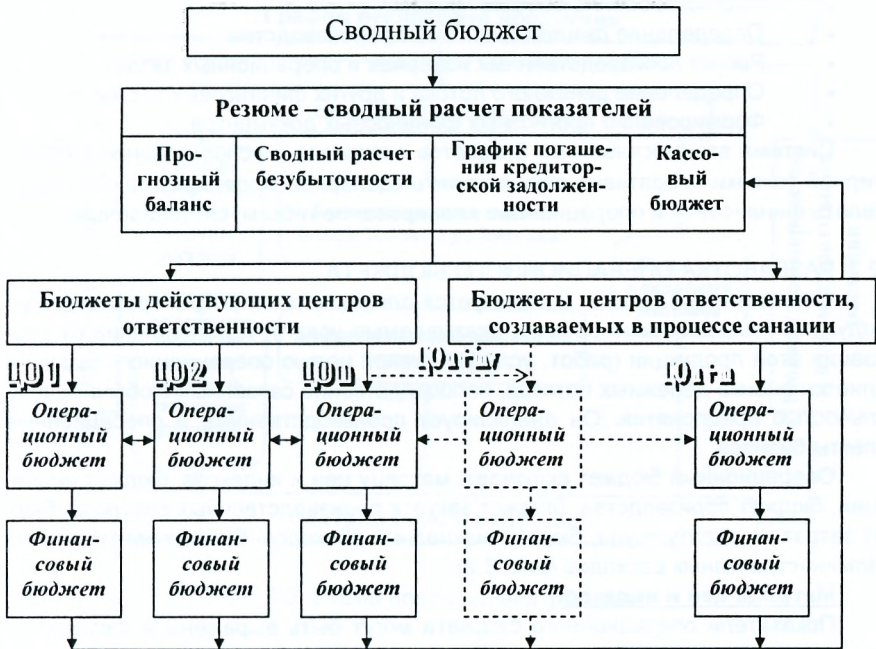 Сводный бюджет
Резюме – сводный расчет показателей
Про-
гнозный
баланс
Сводный расчет
безубыточности
График погаше-
ния кредитор-
ской задолжен-
ности
Кассо-
вый
бюджет
Бюджеты действующих центров
ответственности
Бюджеты центров ответственности,
создаваемых в процессе санации
ЦО1
ЦО2
ЦОm
Опера-
ционный
бюджет
Опера-
ционный
бюджет
Опера-
ционный
бюджет
Опера-
ционный
бюджет
Опера-
ционный
бюджет
Финан-
совый
бюджет
Финан-
совый
бюджет
Финан-
совый
бюджет
Финан-
совый
бюджет
Финан-
совый
бюджет